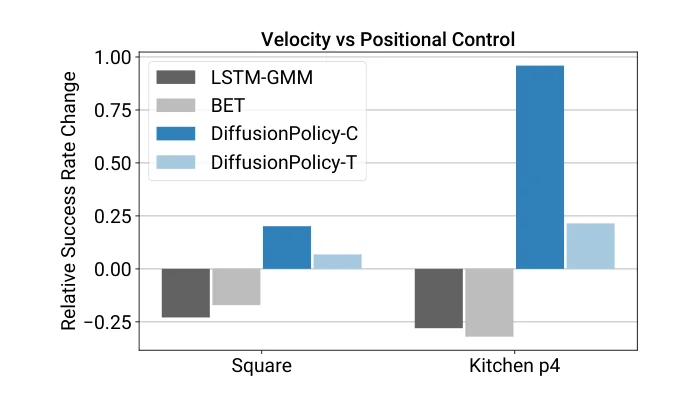 Velocity vs Positional Control
Relative Success Rate Change
1.00
0.75
0.50
0.25
0.00
−0.25
LSTM-GMM
BET
DiffusionPolicy-C
DiffusionPolicy-T
Square
Kitchen p4